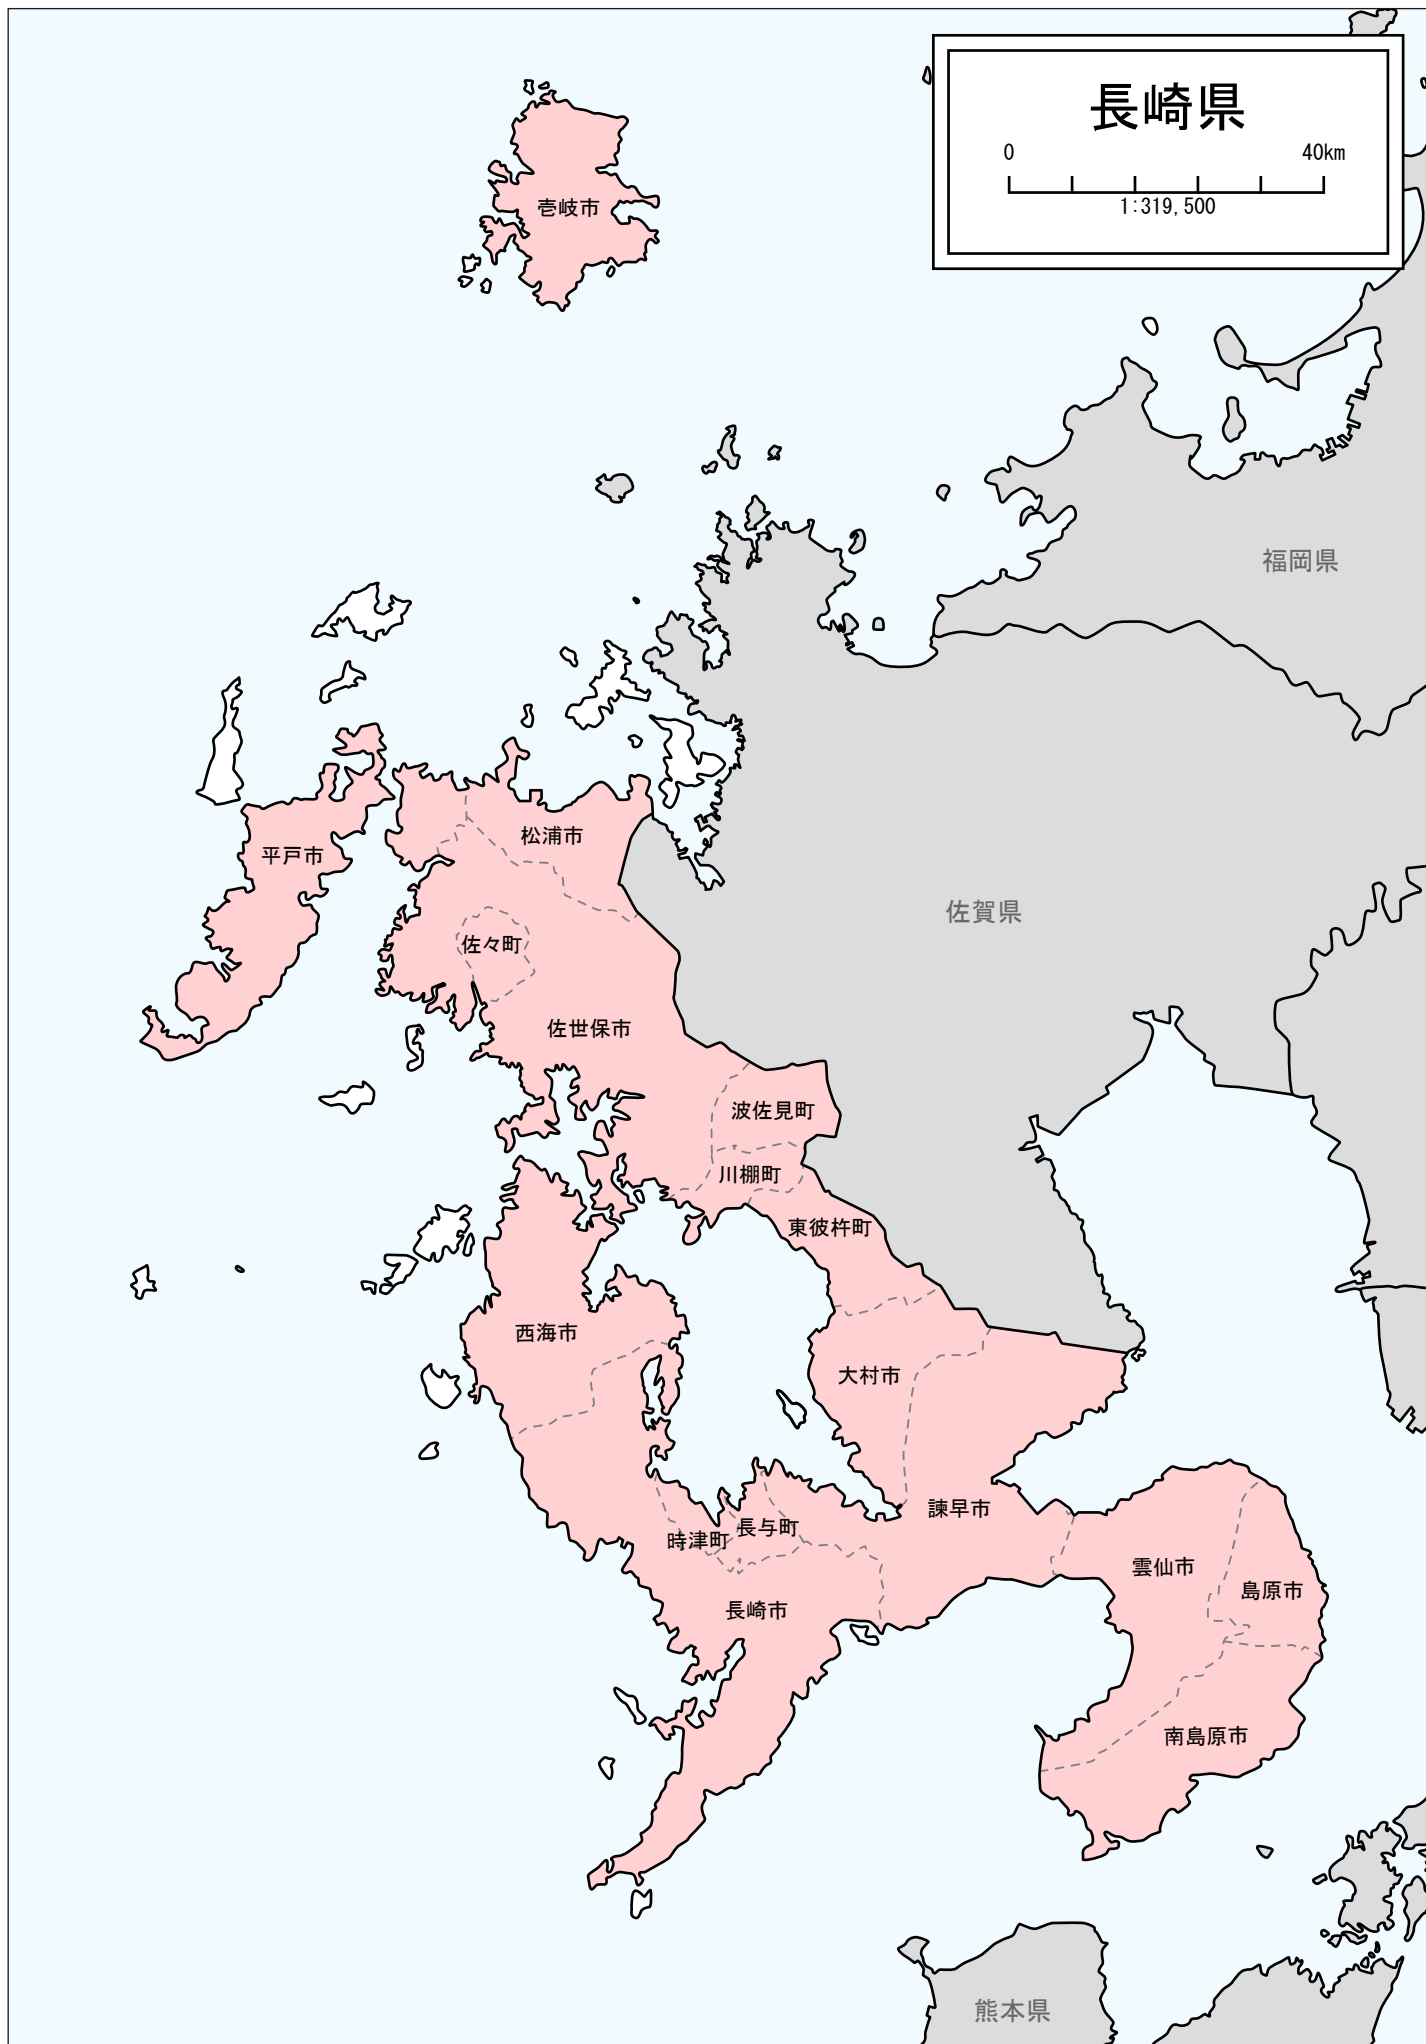 長崎県
0 40km
1:319,500
壱岐市
福岡県
松浦市
平戸市
佐賀県
佐々町
佐世保市
波佐見町
川棚町
東彼杵町
西海市
大村市
諫早市
時津町
長与町
雲仙市
島原市
長崎市
南島原市
熊本県